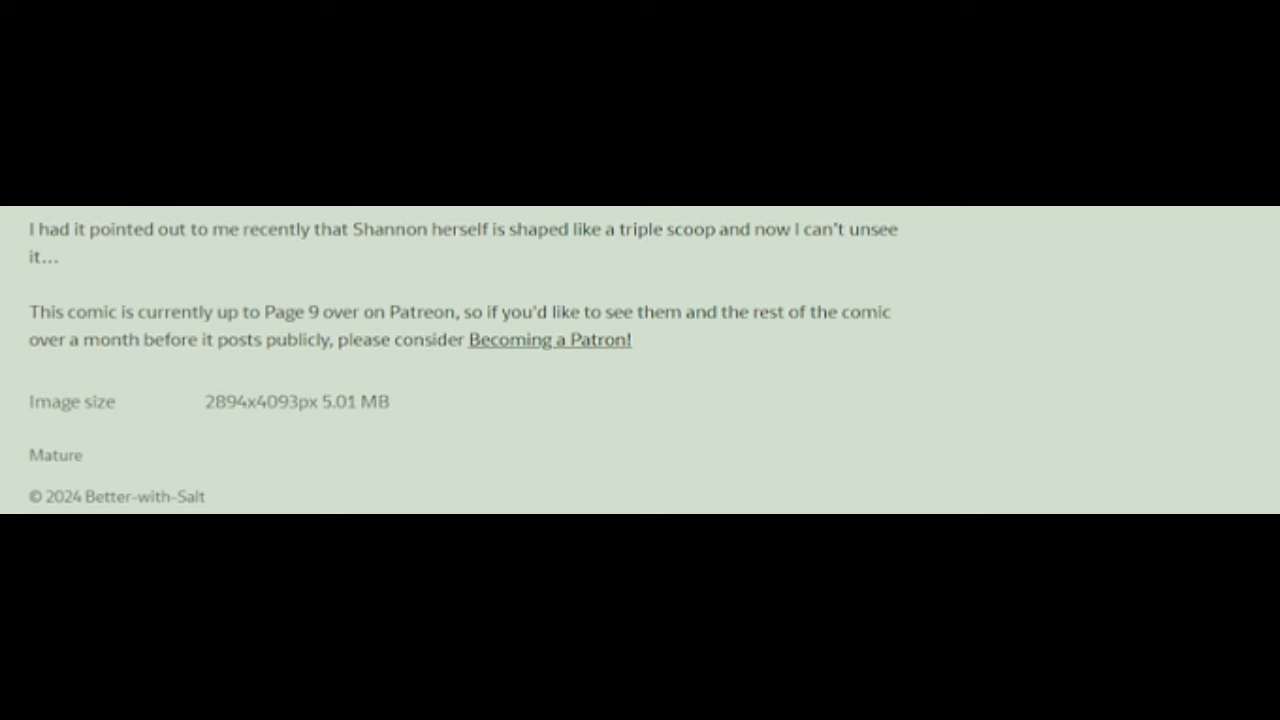 I had it pointed out to me recently that Shannon herself is shaped like a triple scoop and now I can't unsee
it...
This comic is currently up to Page 9 over on Patreon, so if you'd like to see them and the rest of the comic
over a month before it posts publicly, please consider Becoming a Patron!
Image size 2894x4093px 5.01 MB
Mature
© 2024 Better-with-Salt